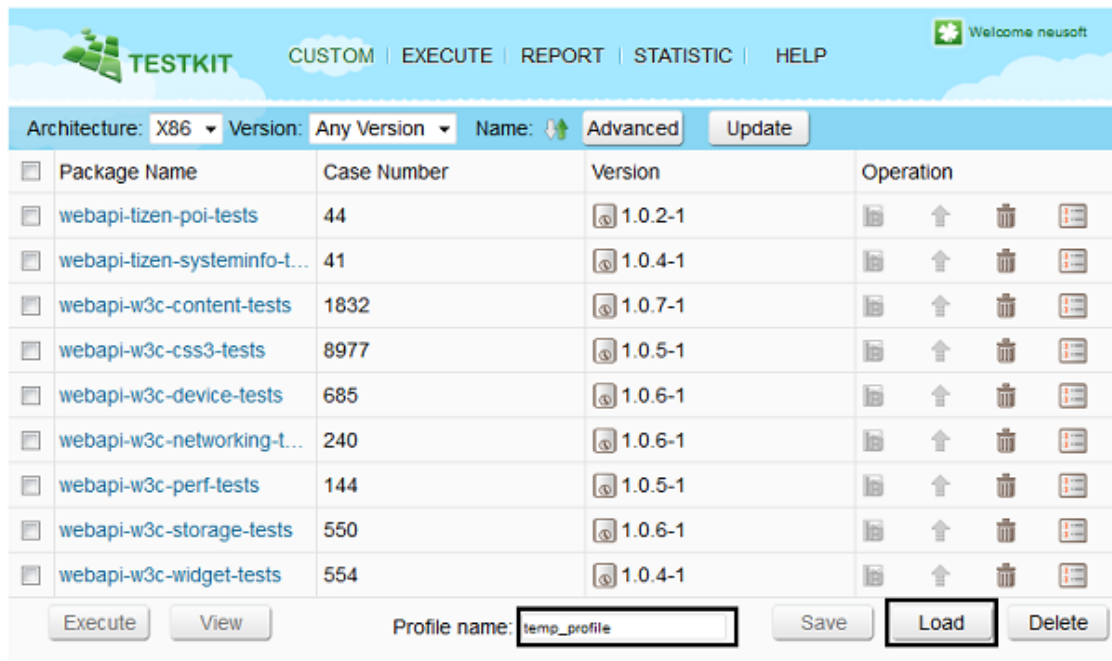 TESTKIT
CUSTOM | EXECUTE | REPORT | STATISTIC | HELP
Welcome neusoft
Architecture: X86 Version: Any Version Name: Advanced Update
Package Name Case Number Version Operation
webapi-tizen-poi-tests 44 1.0.2-1
webapi-tizen-systeminfo-t... 41 1.0.4-1
webapi-w3c-content-tests 1832 1.0.7-1
webapi-w3c-css3-tests 8977 1.0.5-1
webapi-w3c-device-tests 685 1.0.6-1
webapi-w3c-networking-t... 240 1.0.6-1
webapi-w3c-perf-tests 144 1.0.5-1
webapi-w3c-storage-tests 550 1.0.6-1
webapi-w3c-widget-tests 554 1.0.4-1
Execute View Profile name: temp_profile Save Load Delete